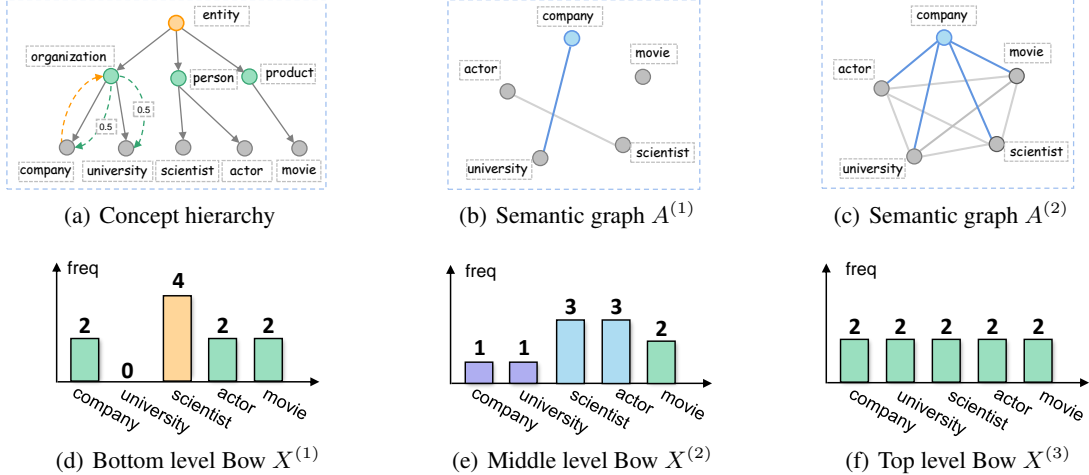 entity
organization
person
product
0.5
0.5
company
university
scientist
actor
movie
(a) Concept hierarchy
company
movie
actor
university
scientist
(b) Semantic graph A^{(1)}
company
movie
actor
university
scientist
(c) Semantic graph A^{(2)}
freq
2
0
4
2
2
company
university
scientist
actor
movie
(d) Bottom level Bow X^{(1)}
freq
1
1
3
3
2
company
university
scientist
actor
movie
(e) Middle level Bow X^{(2)}
freq
2
2
2
2
2
company
university
scientist
actor
movie
(f) Top level Bow X^{(3)}